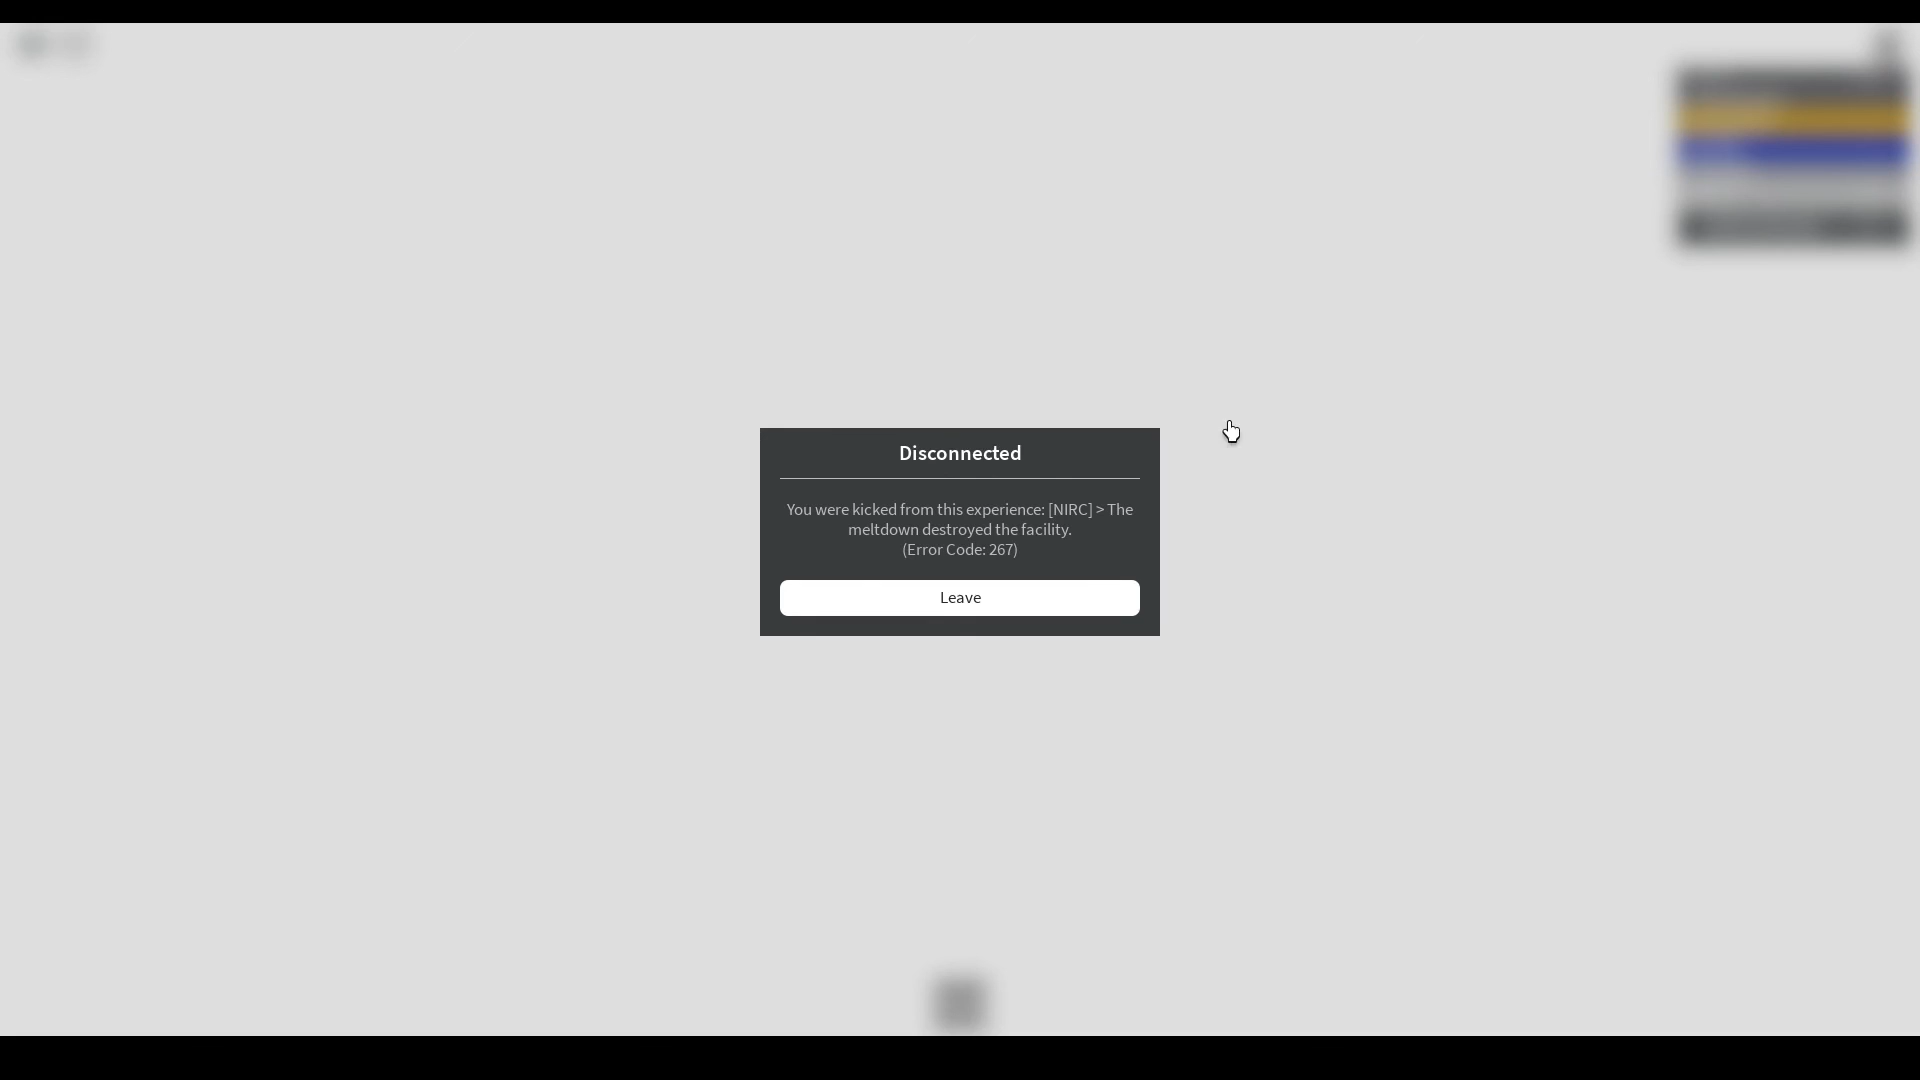 Disconnected
You were kicked from this experience: [NIRC] > The
meltdown destroyed the facility.
(Error Code: 267)
Leave